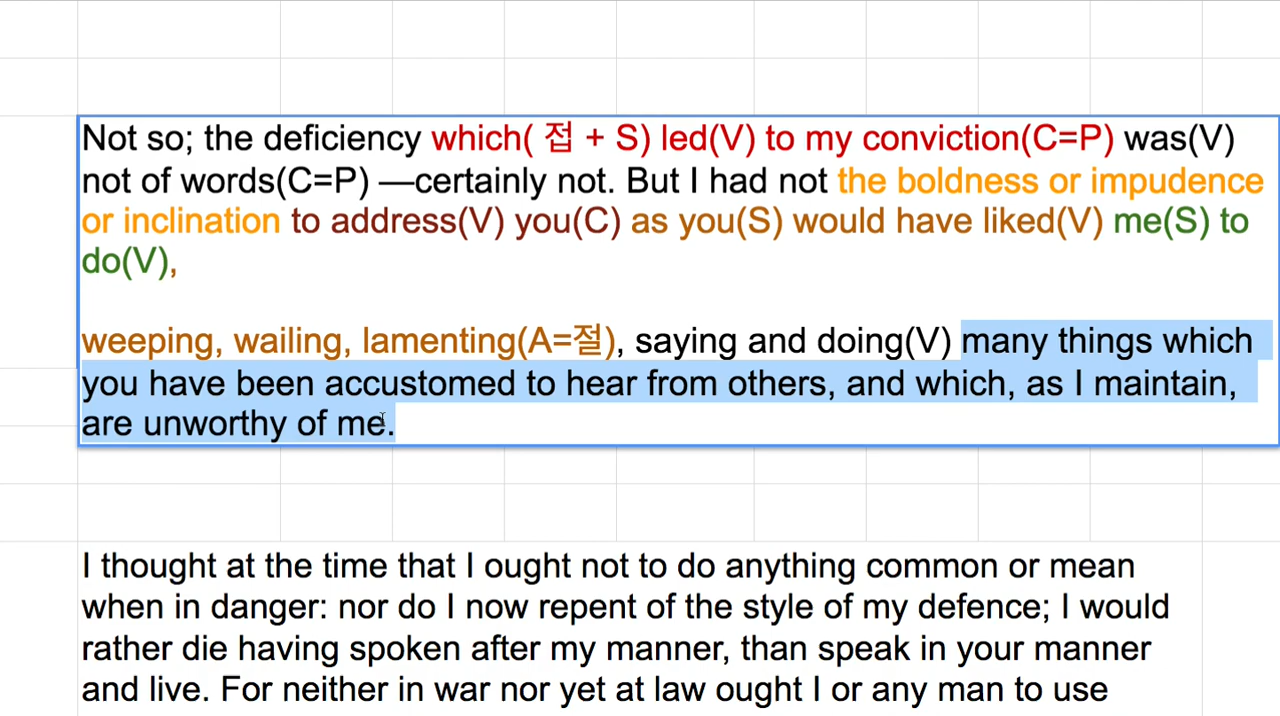 Not so; the deficiency which( 접 + S) led(V) to my conviction(C=P) was(V)
not of words(C=P) —certainly not. But I had not the boldness or impudence
or inclination to address(V) you(C) as you(S) would have liked(V) me(S) to
do(V),
weeping, wailing, lamenting(A=절), saying and doing(V) many things which
you have been accustomed to hear from others, and which, as I maintain,
are unworthy of me.
I thought at the time that I ought not to do anything common or mean
when in danger: nor do I now repent of the style of my defence; I would
rather die having spoken after my manner, than speak in your manner
and live. For neither in war nor yet at law ought I or any man to use